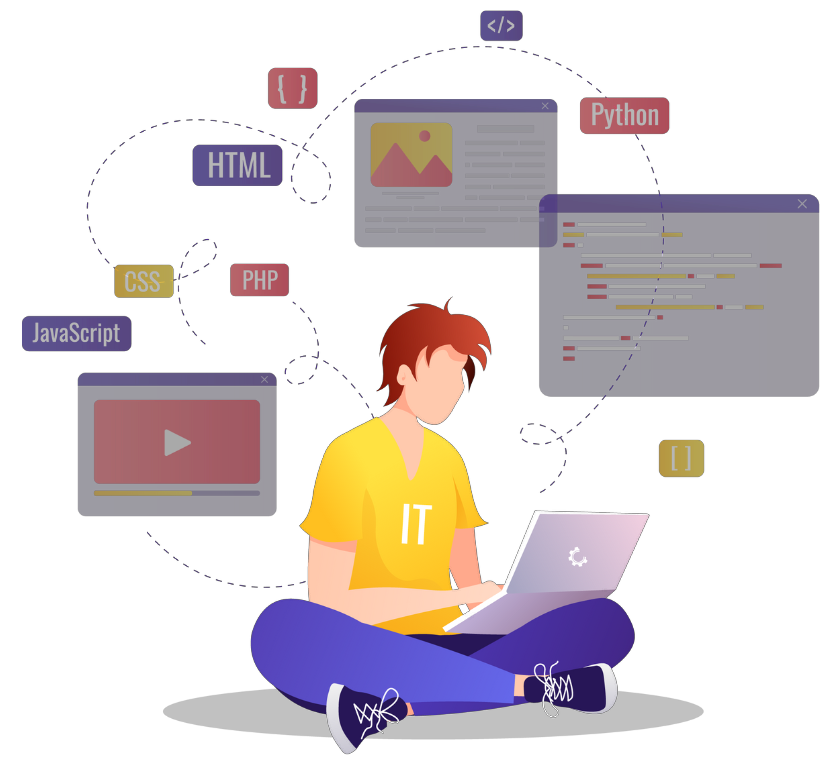 </>
{ }
Python
HTML
CSS
PHP
JavaScript
[ ]
IT